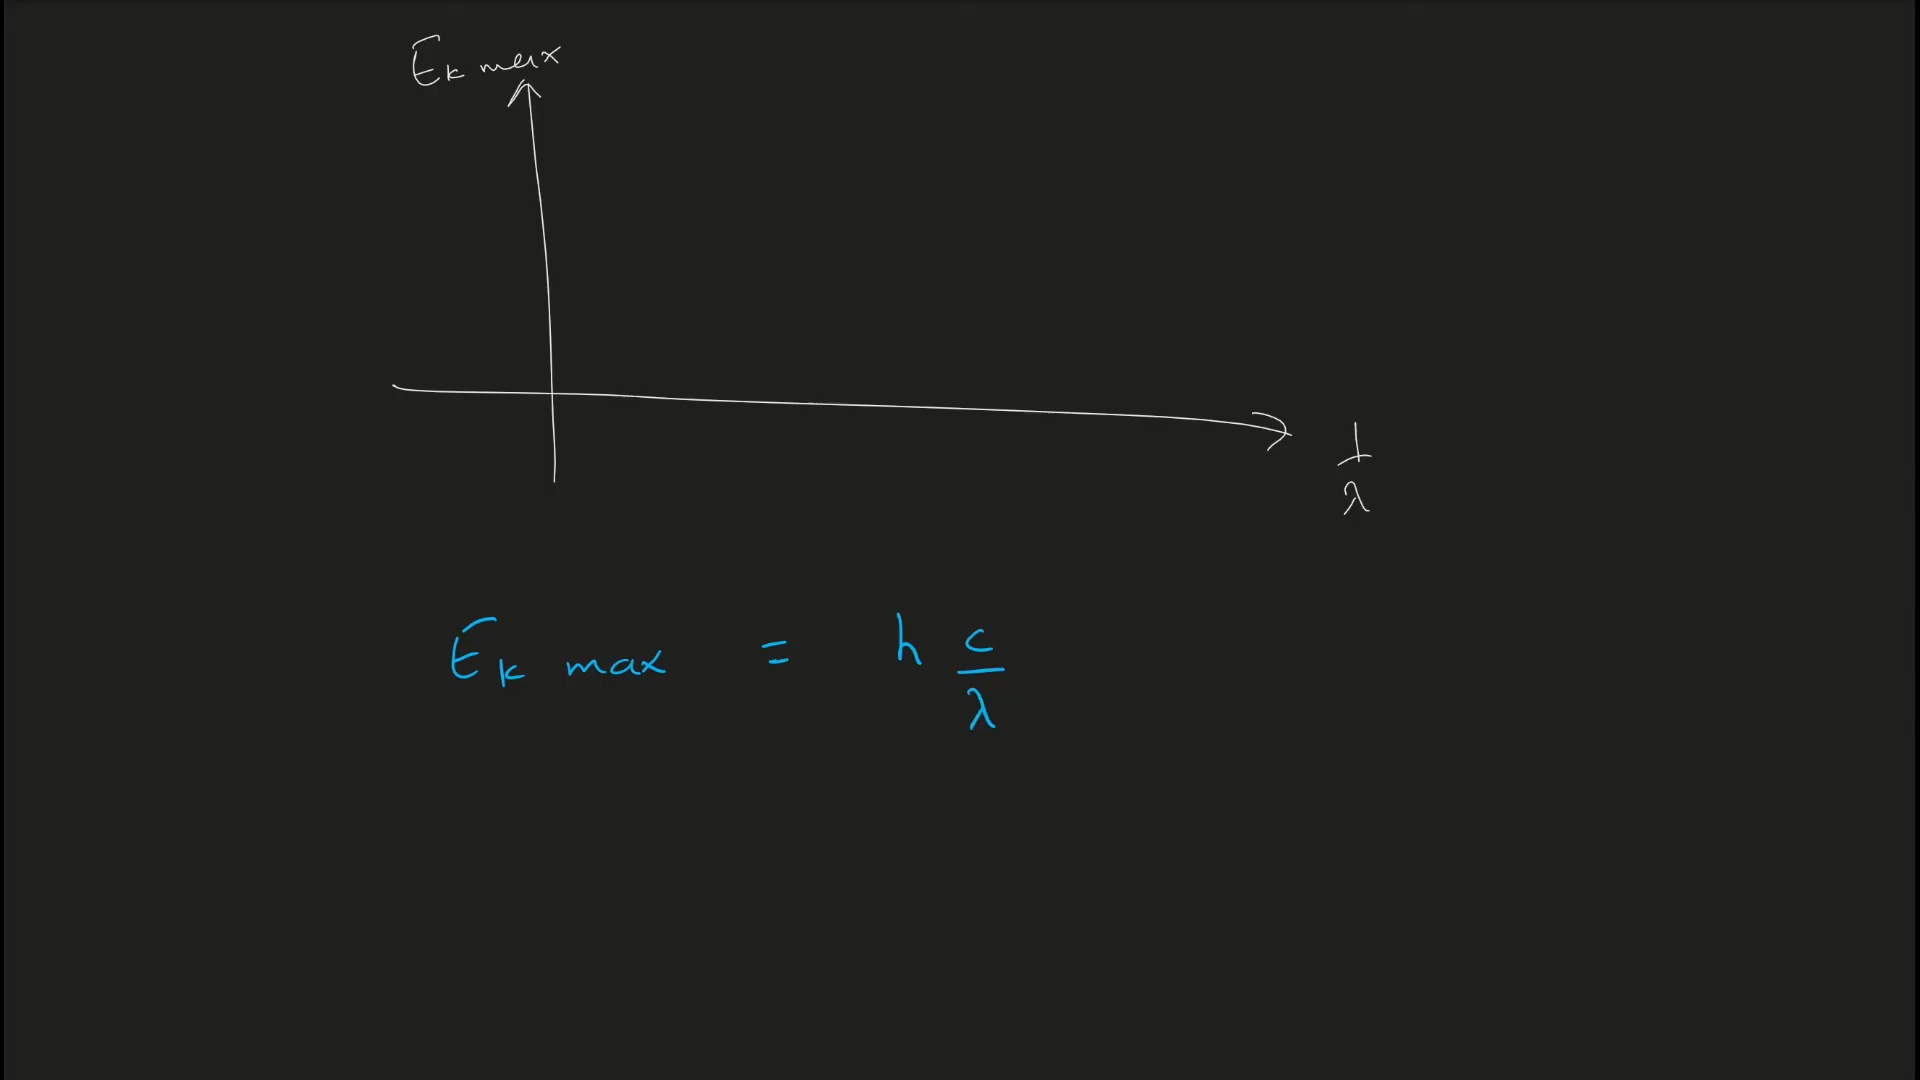 Ek max
1/λ
Ek max = h c/λ